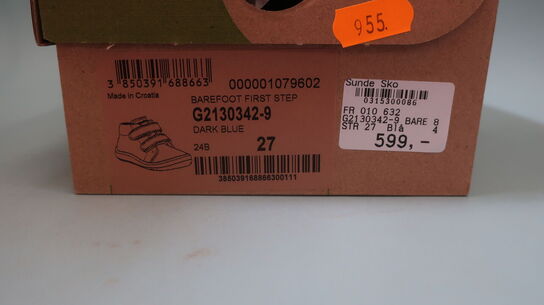 955.
3 850391 688663
000001079602
Made in Croatia
BAREFOOT FIRST STEP
G2130342-9
DARK BLUE
24B
27
385039168866300111
Sunde Sko
0315300086
FR 010 632
G2130342-9 BARE 8
STR 27 Blå 4
599,-